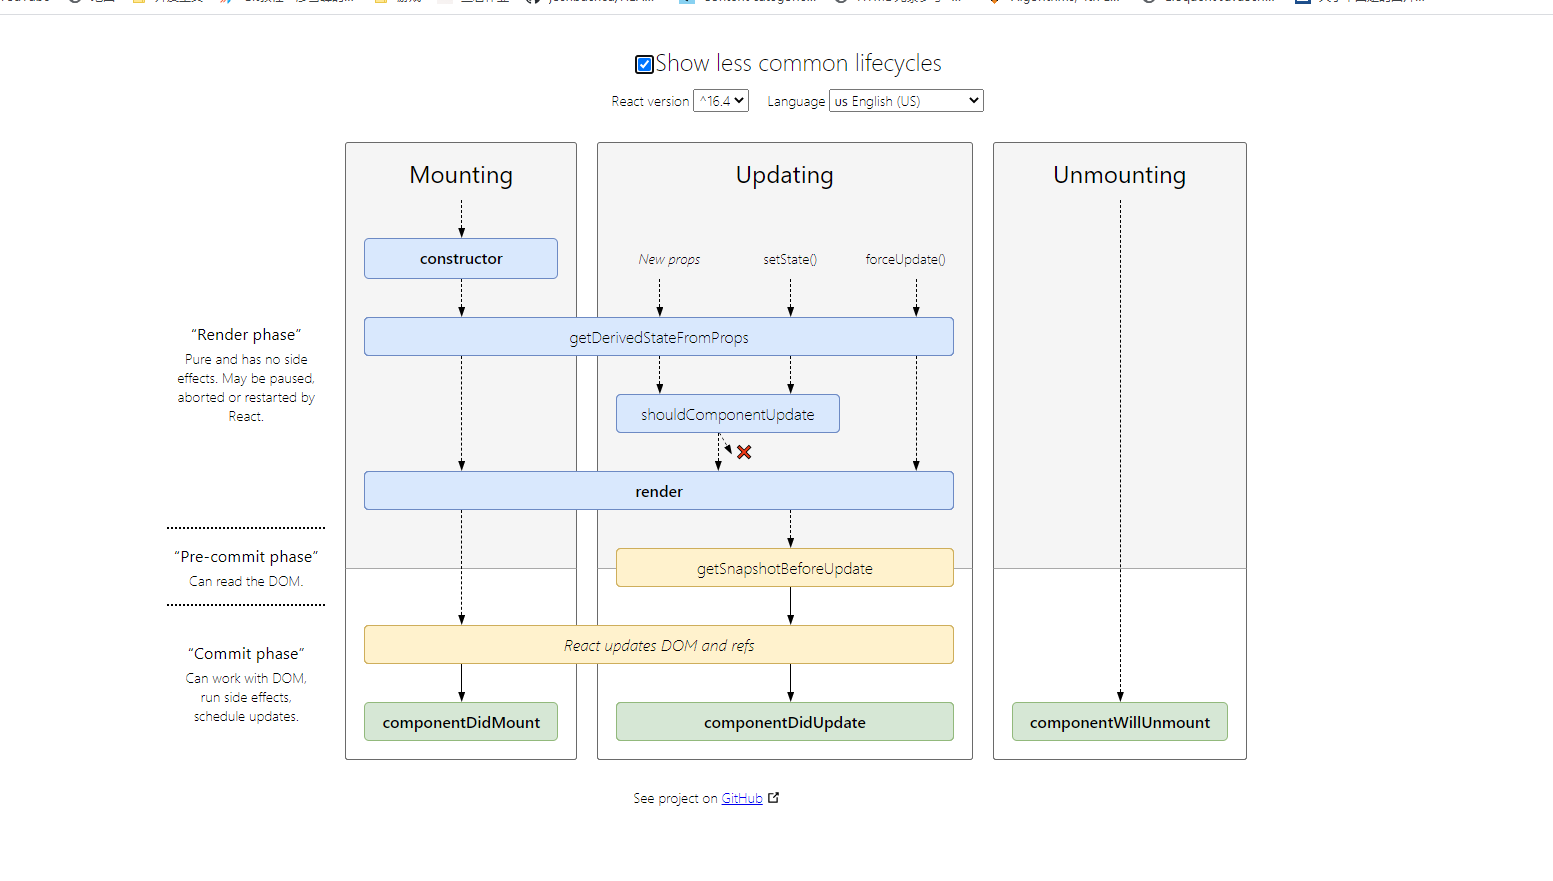 Show less common lifecycles
React version ^16.4 Language us English (US)
Mounting
Updating
Unmounting
constructor
New props
setState()
forceUpdate()
“Render phase”
Pure and has no side
effects. May be paused,
aborted or restarted by
React.
getDerivedStateFromProps
shouldComponentUpdate
render
“Pre-commit phase”
Can read the DOM.
getSnapshotBeforeUpdate
“Commit phase”
Can work with DOM,
run side effects,
schedule updates.
React updates DOM and refs
componentDidMount
componentDidUpdate
componentWillUnmount
See project on GitHub